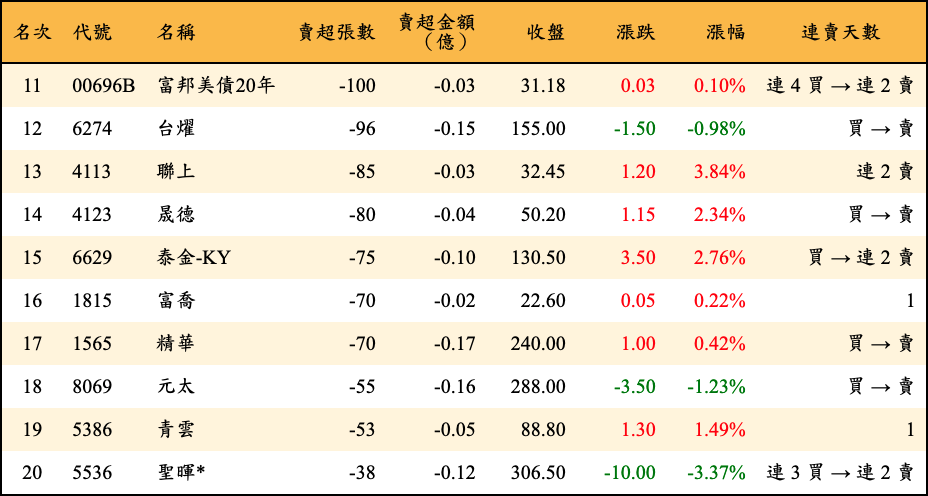 名次 代號 名稱 賣超張數 賣超金額（億） 收盤 漲跌 漲幅 連賣天數
11 00696B 富邦美債20年 -100 -0.03 31.18 0.03 0.10% 連 4 買 → 連 2 賣
12 6274 台燿 -96 -0.15 155.00 -1.50 -0.98% 買 → 賣
13 4113 聯上 -85 -0.03 32.45 1.20 3.84% 連 2 賣
14 4123 晟德 -80 -0.04 50.20 1.15 2.34% 買 → 賣
15 6629 泰金-KY -75 -0.10 130.50 3.50 2.76% 買 → 連 2 賣
16 1815 富喬 -70 -0.02 22.60 0.05 0.22% 1
17 1565 精華 -70 -0.17 240.00 1.00 0.42% 買 → 賣
18 8069 元太 -55 -0.16 288.00 -3.50 -1.23% 買 → 賣
19 5386 青雲 -53 -0.05 88.80 1.30 1.49% 1
20 5536 聖暉* -38 -0.12 306.50 -10.00 -3.37% 連 3 買 → 連 2 賣